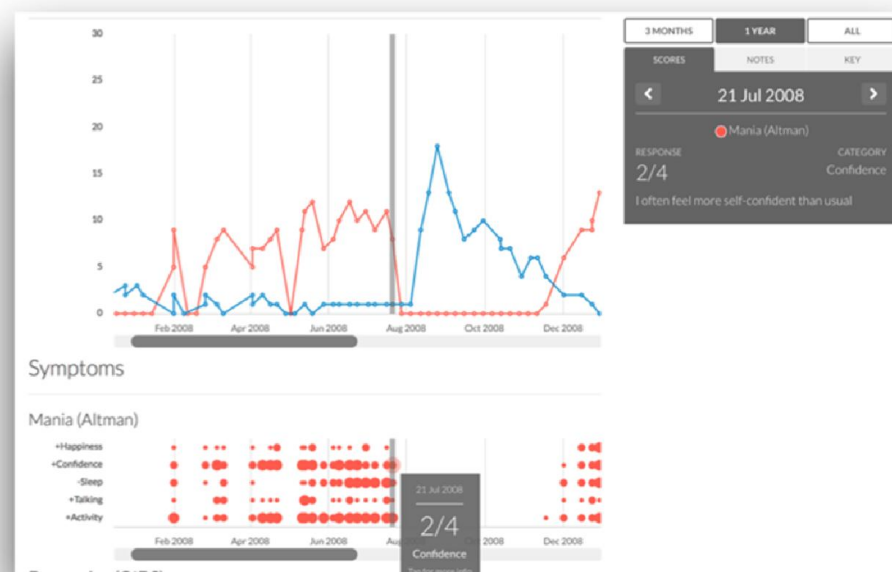 30
25
20
15
10
5
0
Feb 2008 Apr 2008 Jun 2008 Aug 2008 Oct 2008 Dec 2008
3 MONTHS 1 YEAR ALL
SCORES NOTES KEY
21 Jul 2008
Mania (Altman)
RESPONSE CATEGORY
2/4 Confidence
I often feel more self-confident than usual
Symptoms
Mania (Altman)
+Happiness
+Confidence
-Sleep
+Talking
+Activity
Feb 2008 Apr 2008 Jun 2008 2008 Dec 2008
21 Jul 2008
2/4
Confidence